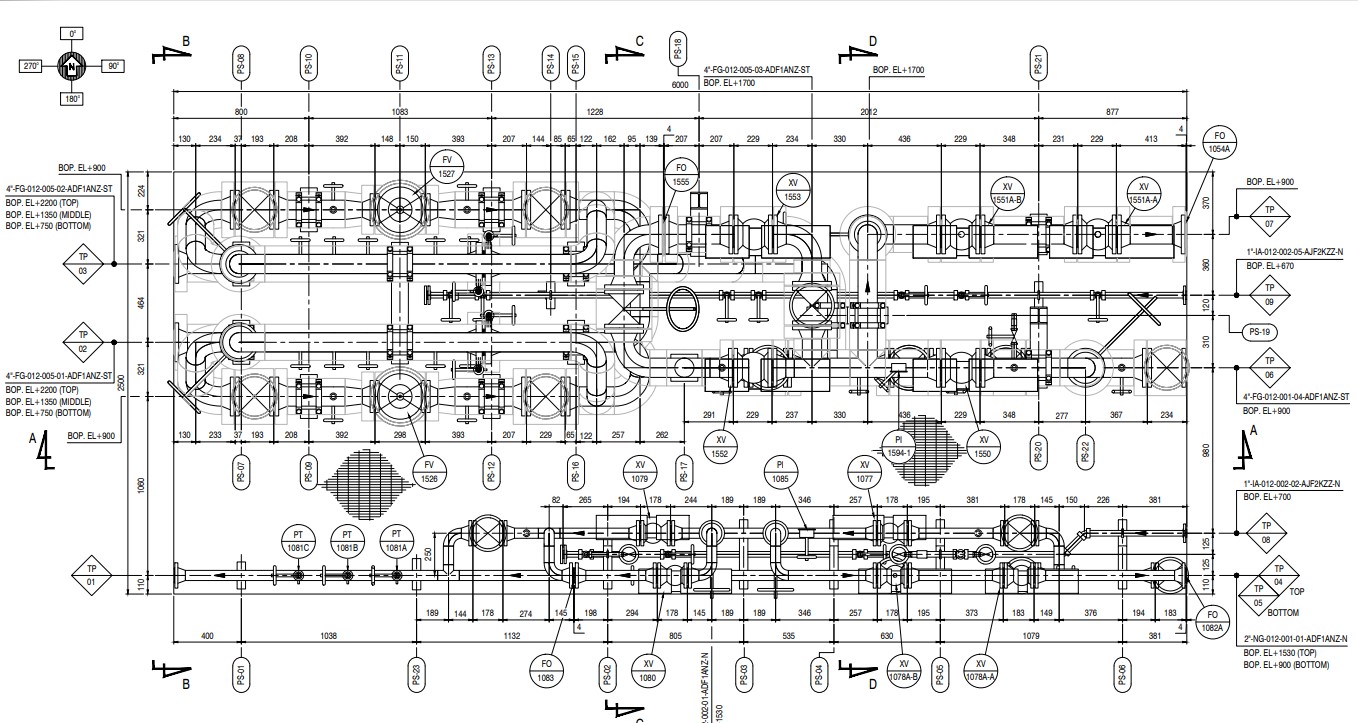 0°
270°
N
90°
180°
B
PS-08
PS-10
PS-11
PS-13
PS-14
PS-15
C
PS-18
D
PS-21
4"-FG-012-005-03-ADF1ANZ-ST
BOP. EL+1700
BOP. EL+1700
6000
800
1083
1228
2012
877
130
234
37
193
208
392
148
150
393
207
144
85
65
122
162
95
139
207
207
229
234
330
436
229
348
231
229
413
4
4
FO
1054A
FV
1527
FO
1555
XV
1553
XV
1551A-B
XV
1551A-A
BOP. EL+900
4"-FG-012-005-02-ADF1ANZ-ST
BOP. EL+2200 (TOP)
BOP. EL+1350 (MIDDLE)
BOP. EL+750 (BOTTOM)
TP
03
TP
02
4"-FG-012-005-01-ADF1ANZ-ST
BOP. EL+2200 (TOP)
BOP. EL+1350 (MIDDLE)
BOP. EL+750 (BOTTOM)
BOP. EL+900
224
321
464
321
2500
1060
110
370
360
120
310
980
125
125
110
BOP. EL+900
TP
07
1"-IA-012-002-05-AJF2KZZ-N
BOP. EL+670
TP
09
PS-19
TP
06
4"-FG-012-001-04-ADF1ANZ-ST
BOP. EL+900
291
229
237
330
436
229
348
277
367
234
130
233
37
193
208
392
298
393
207
229
65
122
257
262
A
A
PS-07
PS-09
FV
1526
PS-12
PS-16
PS-17
XV
1552
PI
1594-1
XV
1550
PS-20
PS-22
XV
1079
PI
1085
XV
1077
82
265
194
178
244
189
189
346
257
178
195
381
178
145
150
226
381
1"-IA-012-002-02-AJF2KZZ-N
BOP. EL+700
TP
08
PT
1081C
PT
1081B
PT
1081A
250
TP
01
TP
04
TOP
TP
05
BOTTOM
FO
1082A
2"-NG-012-001-01-ADF1ANZ-N
BOP. EL+1530 (TOP)
BOP. EL+900 (BOTTOM)
189
144
178
274
145
198
294
178
145
189
189
346
257
178
195
373
183
149
376
194
183
4
4
400
1038
1132
805
535
630
1079
381
B
PS-01
PS-23
FO
1083
PS-02
XV
1080
PS-03
PS-04
D
XV
1078A-B
PS-05
XV
1078A-A
PS-06
-002-01-ADF1ANZ-N
1530